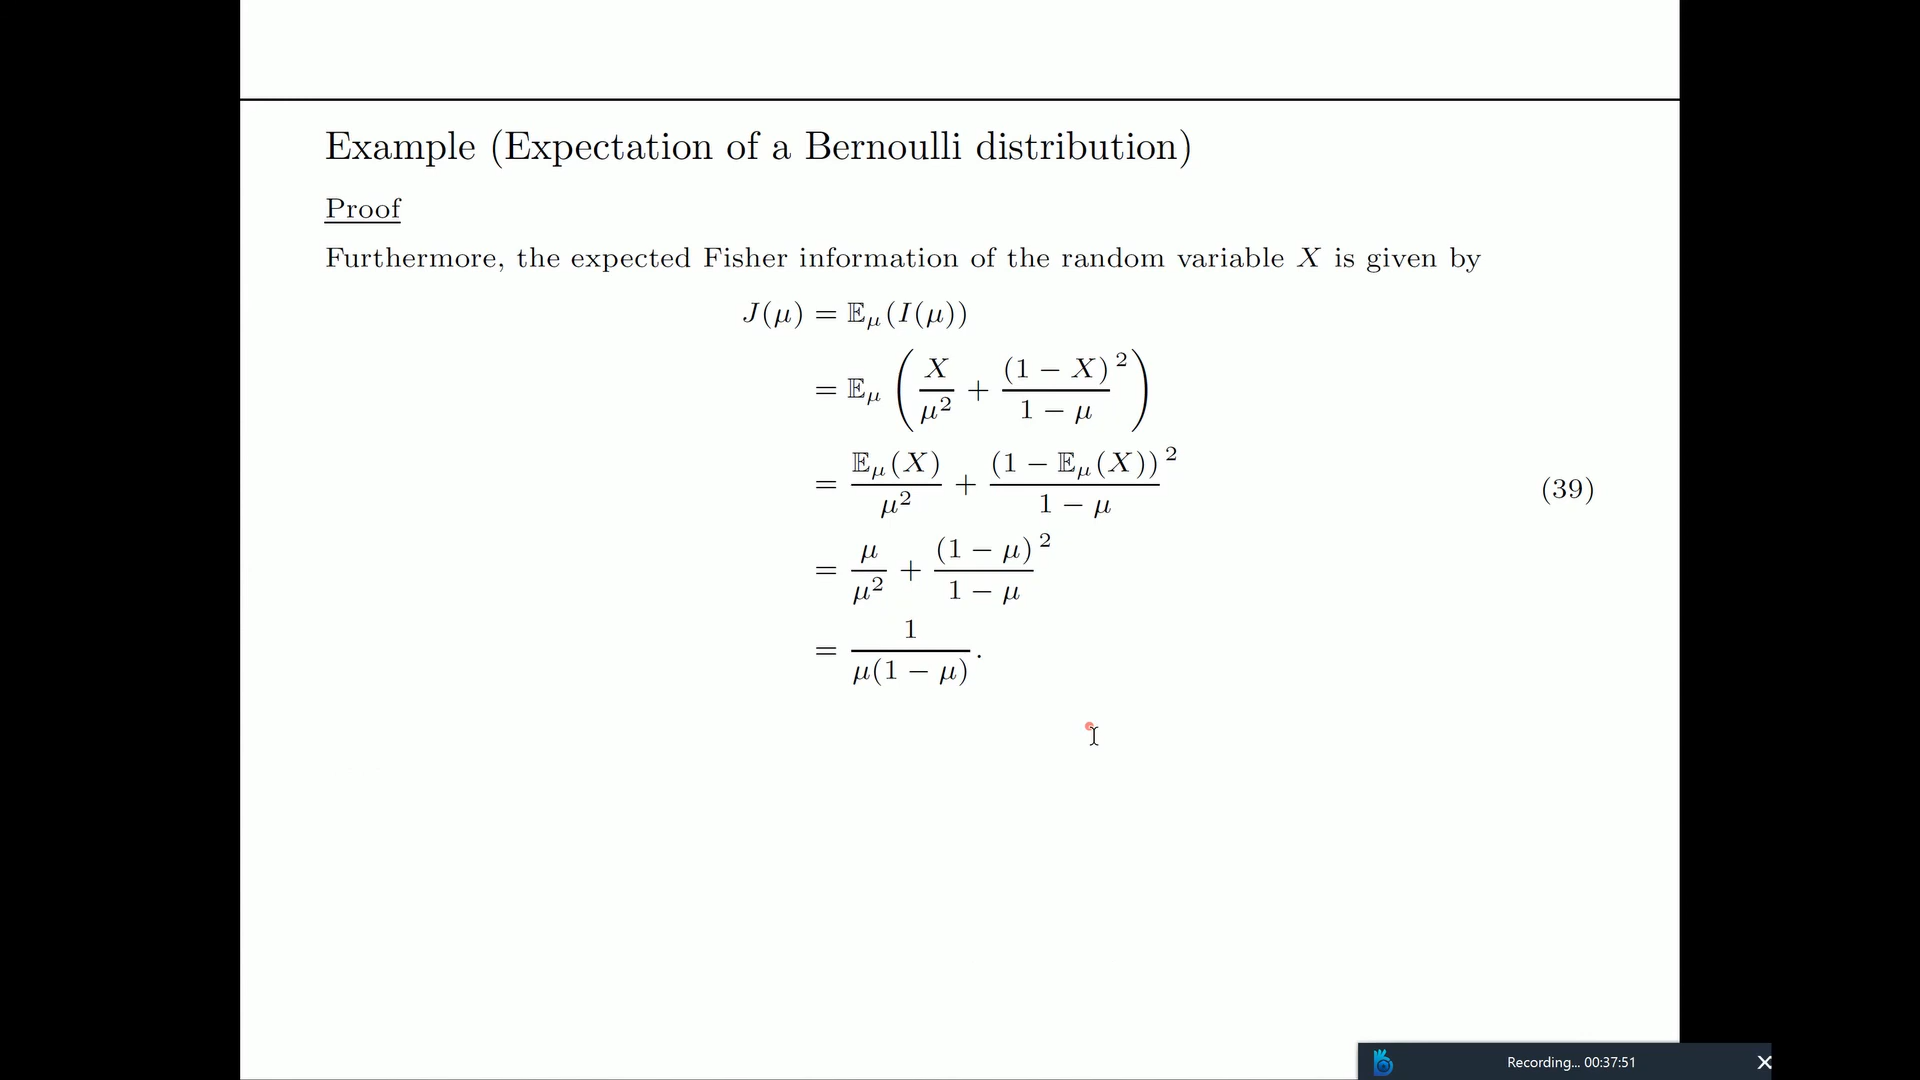 Example (Expectation of a Bernoulli distribution)
Proof
Furthermore, the expected Fisher information of the random variable X is given by
J(μ) = 𝔼_μ(I(μ))
= 𝔼_μ ( X/μ² + (1 − X)²/(1 − μ) )
= 𝔼_μ(X)/μ² + (1 − 𝔼_μ(X))²/(1 − μ) (39)
= μ/μ² + (1 − μ)²/(1 − μ)
= 1/(μ(1 − μ)).
Recording... 00:37:51